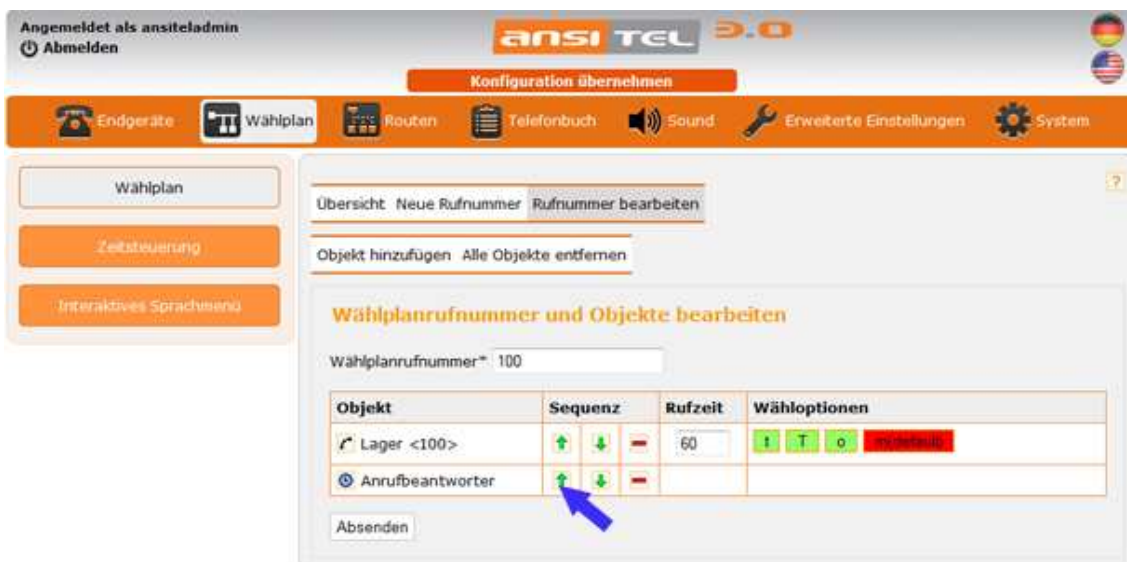 Angemeldet als ansiteladmin
Abmelden
ansi TEL 3.0
Konfiguration übernehmen
Endgeräte Wählplan Routen Telefonbuch Sound Erweiterte Einstellungen System
Wählplan
Zeitsteuerung
Interaktives Sprachmenü
?
Übersicht Neue Rufnummer Rufnummer bearbeiten
Objekt hinzufügen Alle Objekte entfernen
Wählplanrufnummer und Objekte bearbeiten
Wählplanrufnummer* 100
Objekt Sequenz Rufzeit Wähloptionen
Lager <100> 60 t T o m(default)
Anrufbeantworter
Absenden